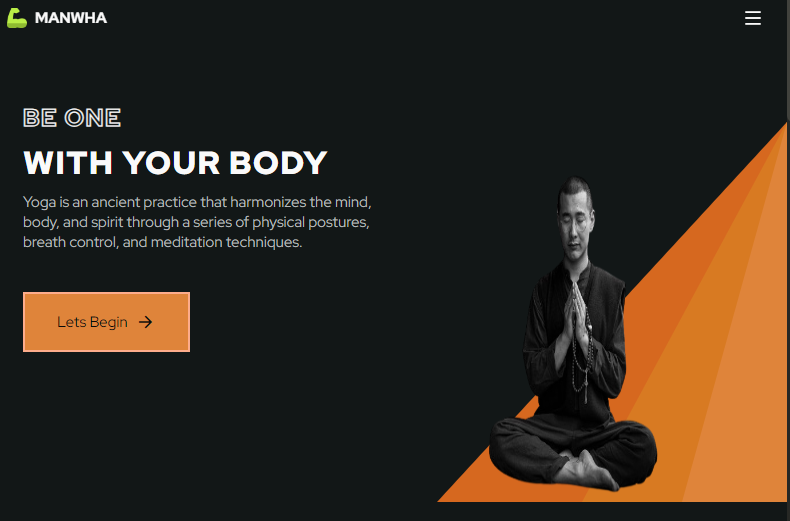 MANWHA
BE ONE
WITH YOUR BODY
Yoga is an ancient practice that harmonizes the mind,
body, and spirit through a series of physical postures,
breath control, and meditation techniques.
Lets Begin